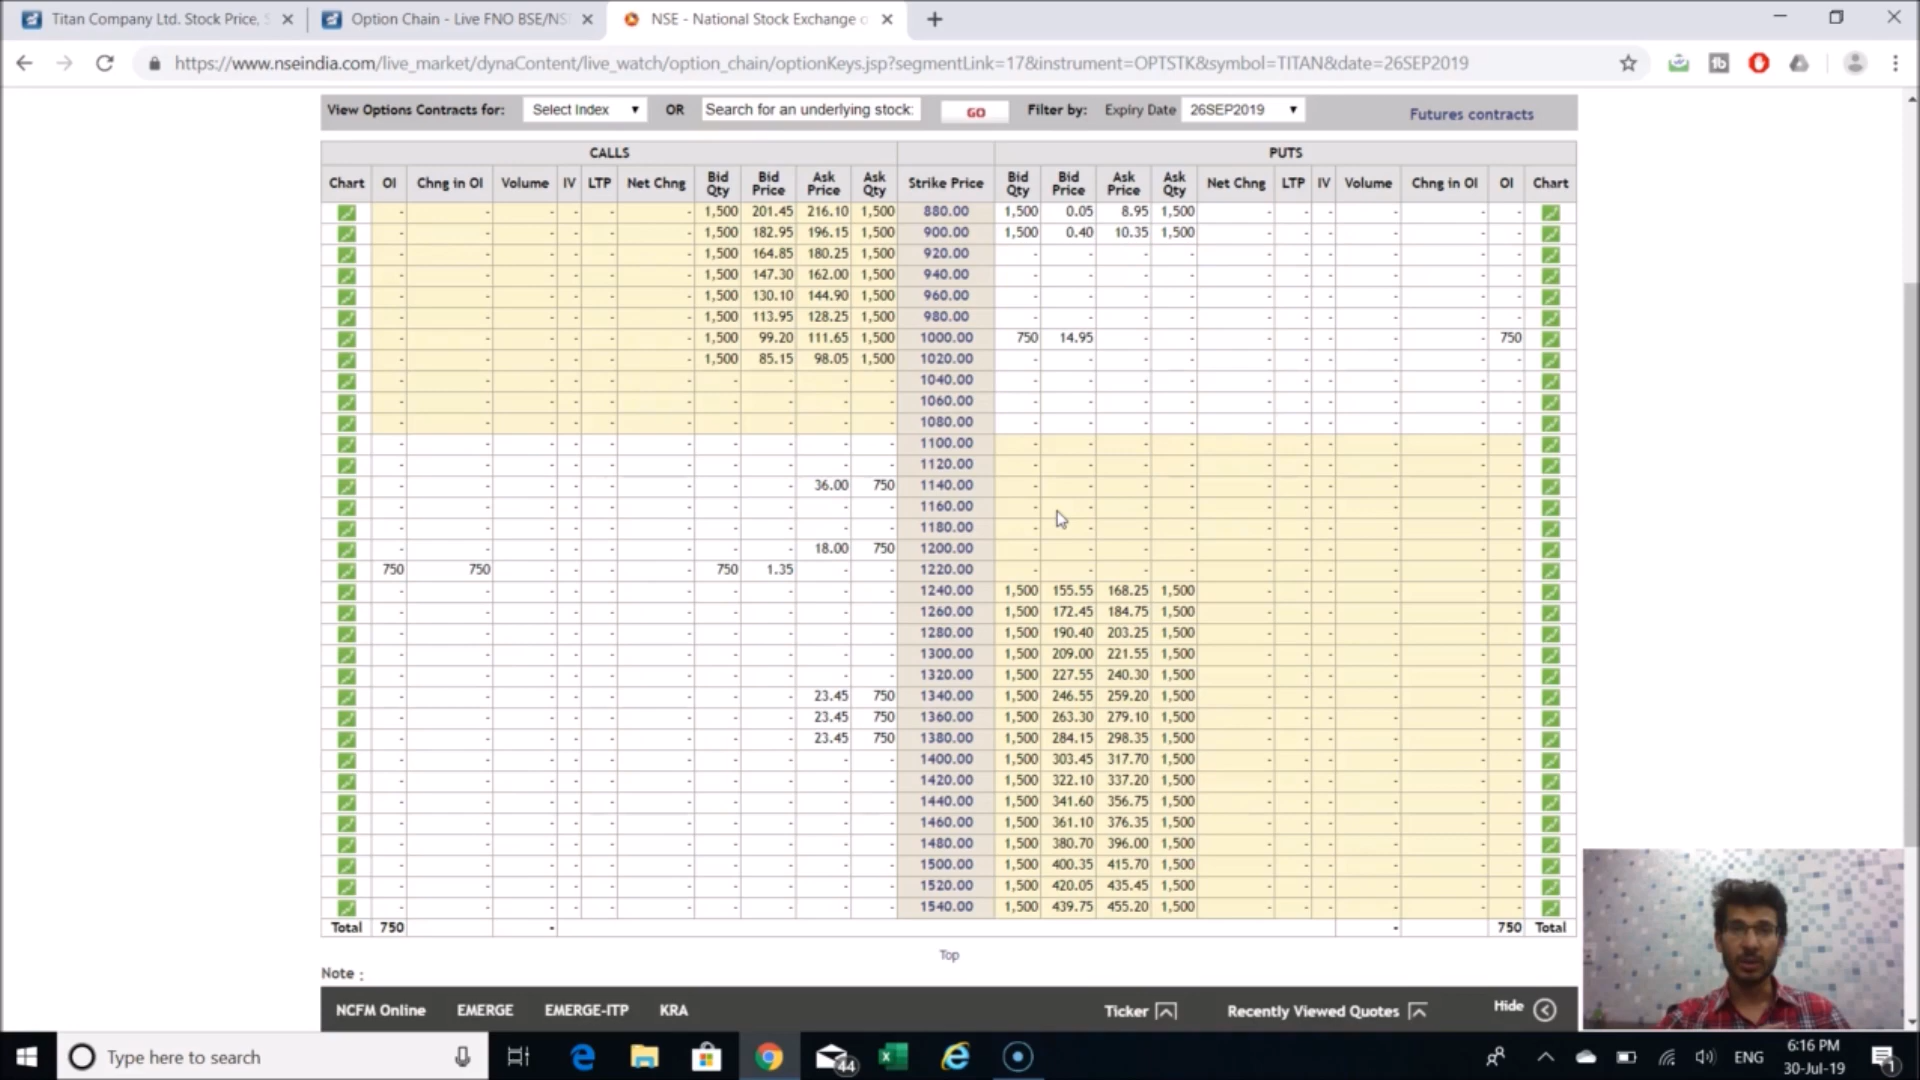 Titan Company Ltd. Stock Price, S
Option Chain - Live FNO BSE/NS
NSE - National Stock Exchange o
https://www.nseindia.com/live_market/dynaContent/live_watch/option_chain/optionKeys.jsp?segmentLink=17&instrument=OPTSTK&symbol=TITAN&date=26SEP2019
View Options Contracts for: Select Index OR Search for an underlying stock: GO Filter by: Expiry Date 26SEP2019 Futures contracts
CALLS PUTS
Chart OI Chng in OI Volume IV LTP Net Chng Bid Qty Bid Price Ask Price Ask Qty Strike Price Bid Qty Bid Price Ask Price Ask Qty Net Chng LTP IV Volume Chng in OI OI Chart
- - - - - - 1,500 201.45 216.10 1,500 880.00 1,500 0.05 8.95 1,500 - - - - - -
- - - - - - 1,500 182.95 196.15 1,500 900.00 1,500 0.40 10.35 1,500 - - - - - -
- - - - - - 1,500 164.85 180.25 1,500 920.00 - - - - - - - - - -
- - - - - - 1,500 147.30 162.00 1,500 940.00 - - - - - - - - - -
- - - - - - 1,500 130.10 144.90 1,500 960.00 - - - - - - - - - -
- - - - - - 1,500 113.95 128.25 1,500 980.00 - - - - - - - - - -
- - - - - - 1,500 99.20 111.65 1,500 1000.00 750 14.95 - - - - - - - 750
- - - - - - 1,500 85.15 98.05 1,500 1020.00 - - - - - - - - - -
- - - - - - - - - - 1040.00 - - - - - - - - - -
- - - - - - - - - - 1060.00 - - - - - - - - - -
- - - - - - - - - - 1080.00 - - - - - - - - - -
- - - - - - - - - - 1100.00 - - - - - - - - - -
- - - - - - - - - - 1120.00 - - - - - - - - - -
- - - - - - - - 36.00 750 1140.00 - - - - - - - - - -
- - - - - - - - - - 1160.00 - - - - - - - - - -
- - - - - - - - - - 1180.00 - - - - - - - - - -
- - - - - - - - 18.00 750 1200.00 - - - - - - - - - -
750 750 - - - - 750 1.35 - - 1220.00 - - - - - - - - - -
- - - - - - - - - - 1240.00 1,500 155.55 168.25 1,500 - - - - - -
- - - - - - - - - - 1260.00 1,500 172.45 184.75 1,500 - - - - - -
- - - - - - - - - - 1280.00 1,500 190.40 203.25 1,500 - - - - - -
- - - - - - - - - - 1300.00 1,500 209.00 221.55 1,500 - - - - - -
- - - - - - - - - - 1320.00 1,500 227.55 240.30 1,500 - - - - - -
- - - - - - - - 23.45 750 1340.00 1,500 246.55 259.20 1,500 - - - - - -
- - - - - - - - 23.45 750 1360.00 1,500 263.30 279.10 1,500 - - - - - -
- - - - - - - - 23.45 750 1380.00 1,500 284.15 298.35 1,500 - - - - - -
- - - - - - - - - - 1400.00 1,500 303.45 317.70 1,500 - - - - - -
- - - - - - - - - - 1420.00 1,500 322.10 337.20 1,500 - - - - - -
- - - - - - - - - - 1440.00 1,500 341.60 356.75 1,500 - - - - - -
- - - - - - - - - - 1460.00 1,500 361.10 376.35 1,500 - - - - - -
- - - - - - - - - - 1480.00 1,500 380.70 396.00 1,500 - - - - - -
- - - - - - - - - - 1500.00 1,500 400.35 415.70 1,500 - - - - - -
- - - - - - - - - - 1520.00 1,500 420.05 435.45 1,500 - - - - - -
- - - - - - - - - - 1540.00 1,500 439.75 455.20 1,500 - - - - - -
Total 750 - - 750 Total
Top
Note :
NCFM Online EMERGE EMERGE-ITP KRA Ticker Recently Viewed Quotes Hide
Type here to search 44 ENG 6:16 PM
30-Jul-19 1